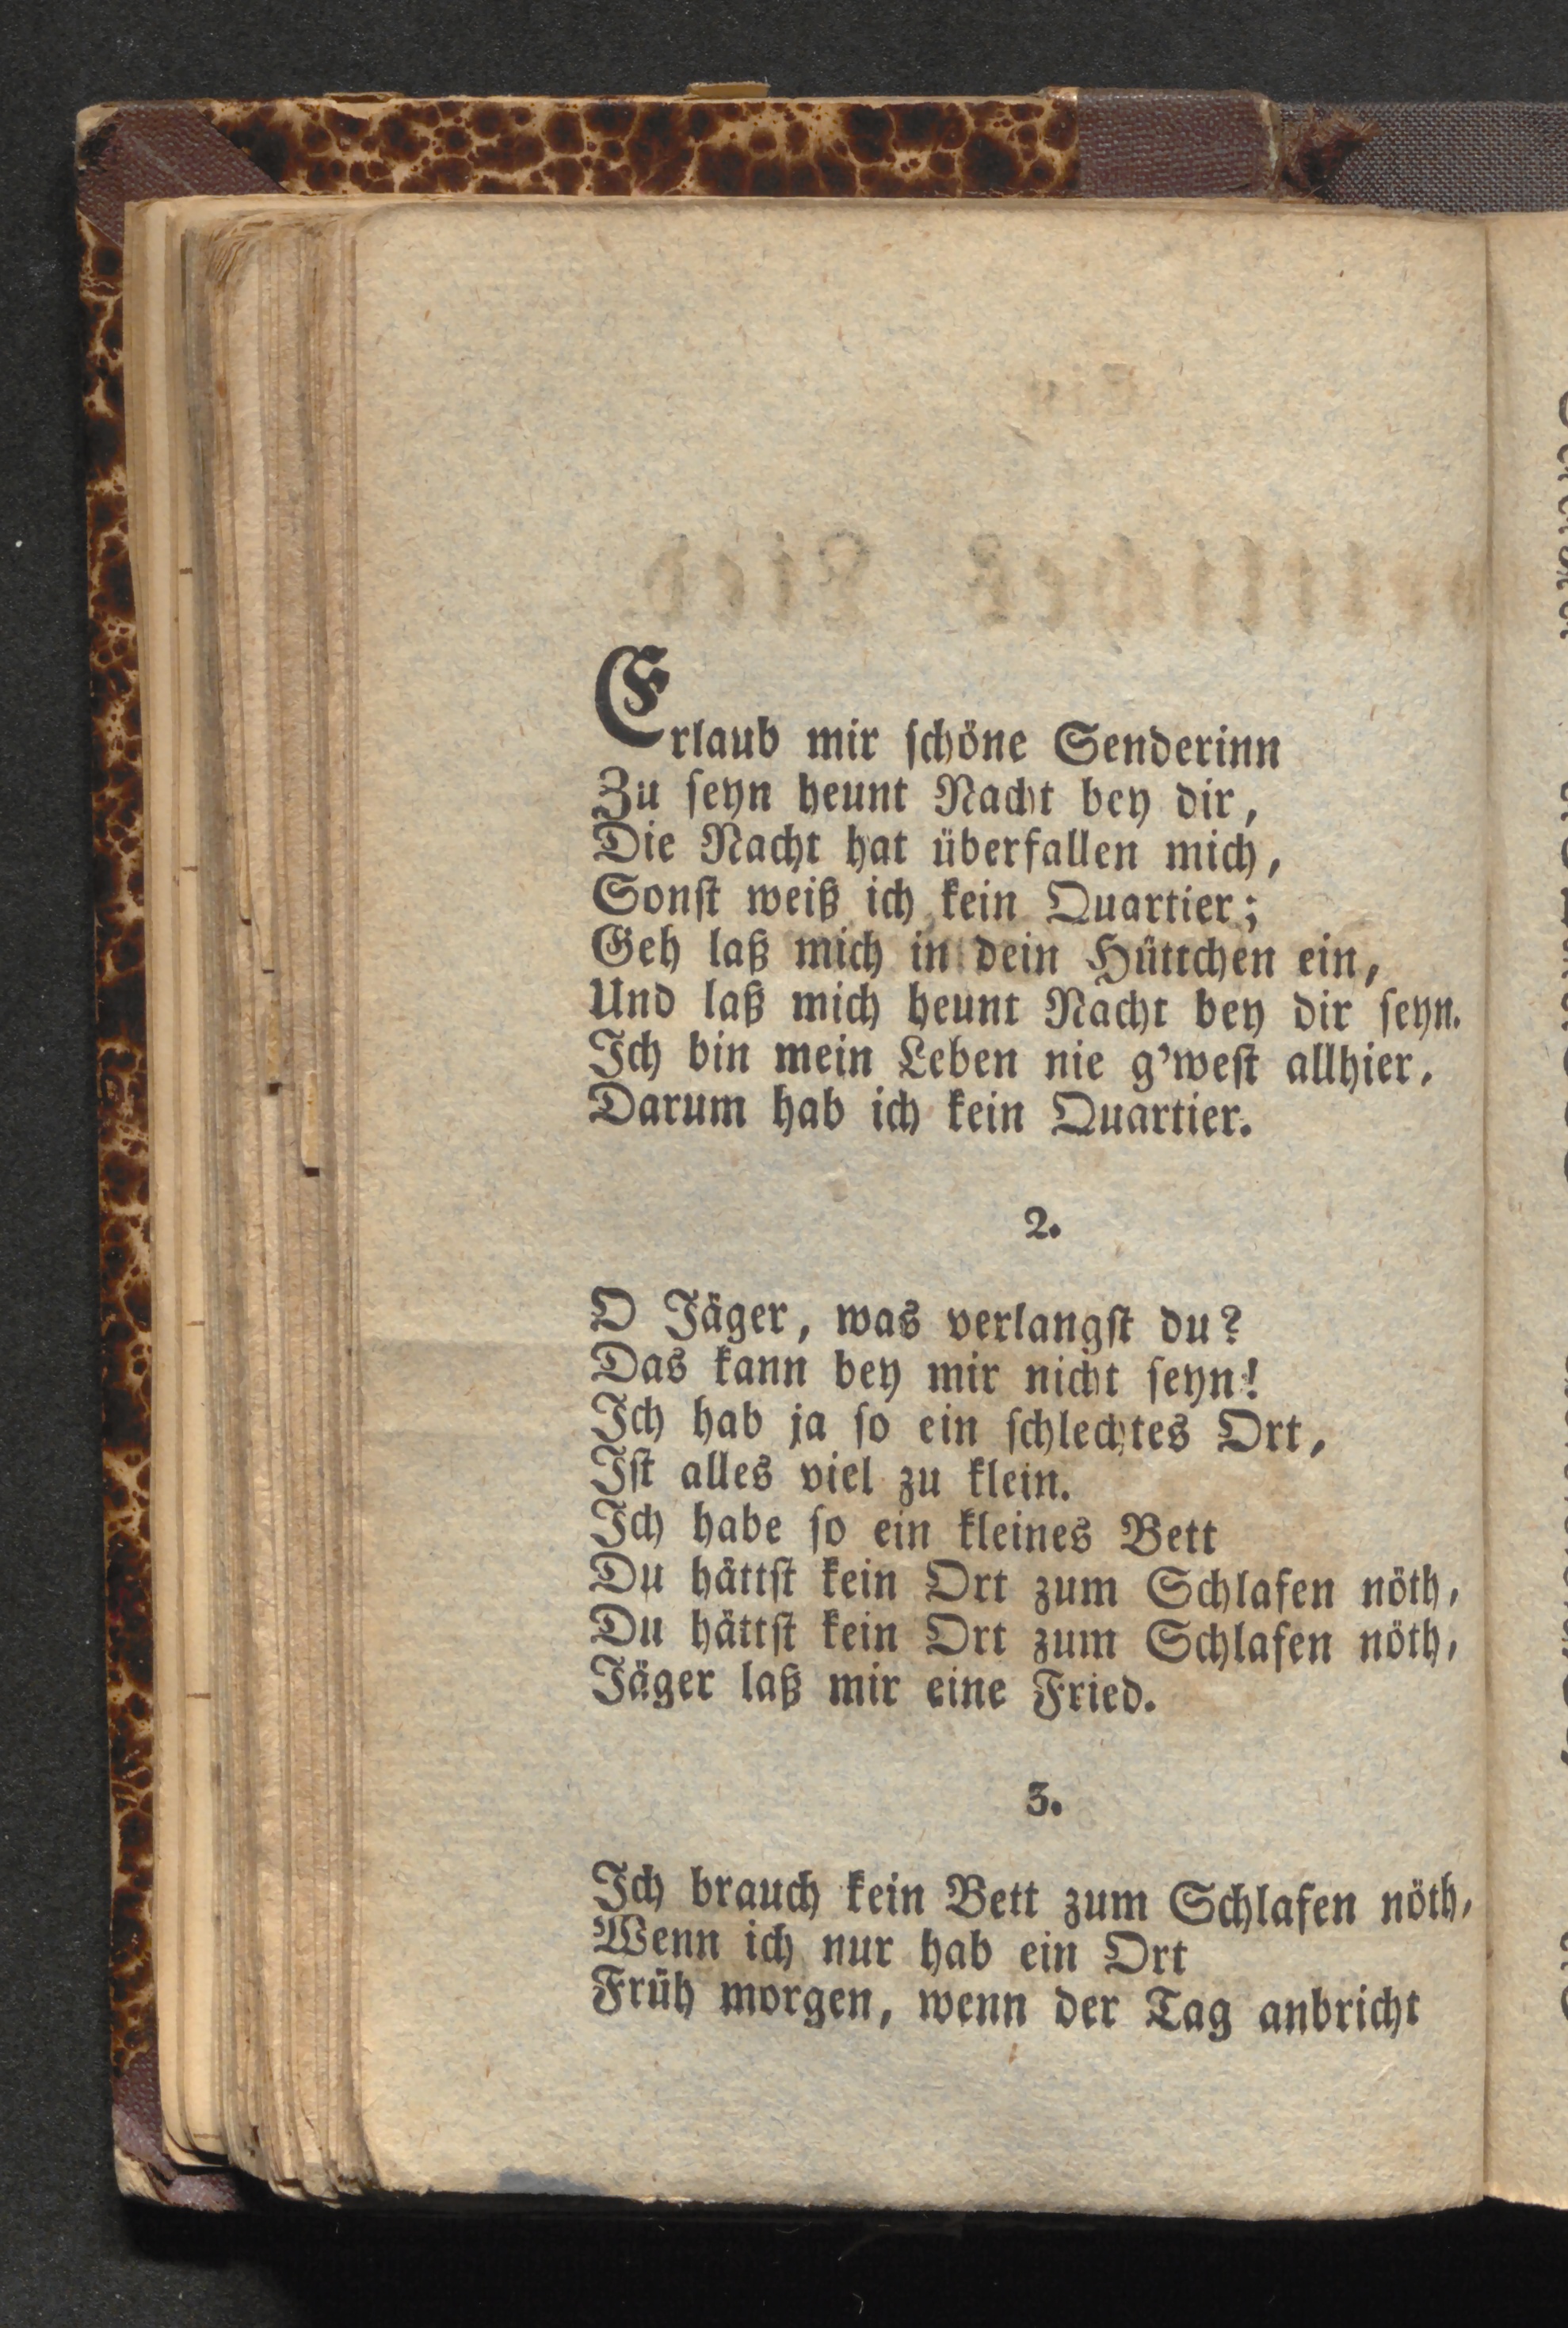 Erlaub mir ſchöne Senderinn
Zu ſeyn heunt Nacht bey dir,
Die Nacht hat überfallen mich,
Sonſt weiß ich kein Quartier;
Geh laß mich in dein Hüttchen ein,
Und laß mich heunt Nacht bey dir ſeyn.
Ich bin mein Leben nie g'weſt allhier,
Darum hab ich kein Quartier.
2.
O Jäger, was verlangſt du?
Das kann bey mir nicht ſeyn!
Ich hab ja ſo ein ſchlechtes Ort,
Iſt alles viel zu klein.
Ich habe ſo ein kleines Bett
Du hättſt kein Ort zum Schlafen nöth,
Du hättſt kein Ort zum Schlafen nöth,
Jäger laß mir eine Fried.
3.
Ich brauch kein Bett zum Schlafen nöth,
Wenn ich nur hab ein Ort
Früh morgen, wenn der Tag anbricht